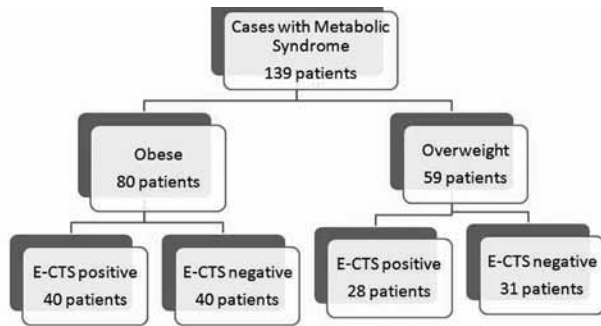 Cases with Metabolic
Syndrome
139 patients
Obese
80 patients
Overweight
59 patients
E-CTS positive
40 patients
E-CTS negative
40 patients
E-CTS positive
28 patients
E-CTS negative
31 patients